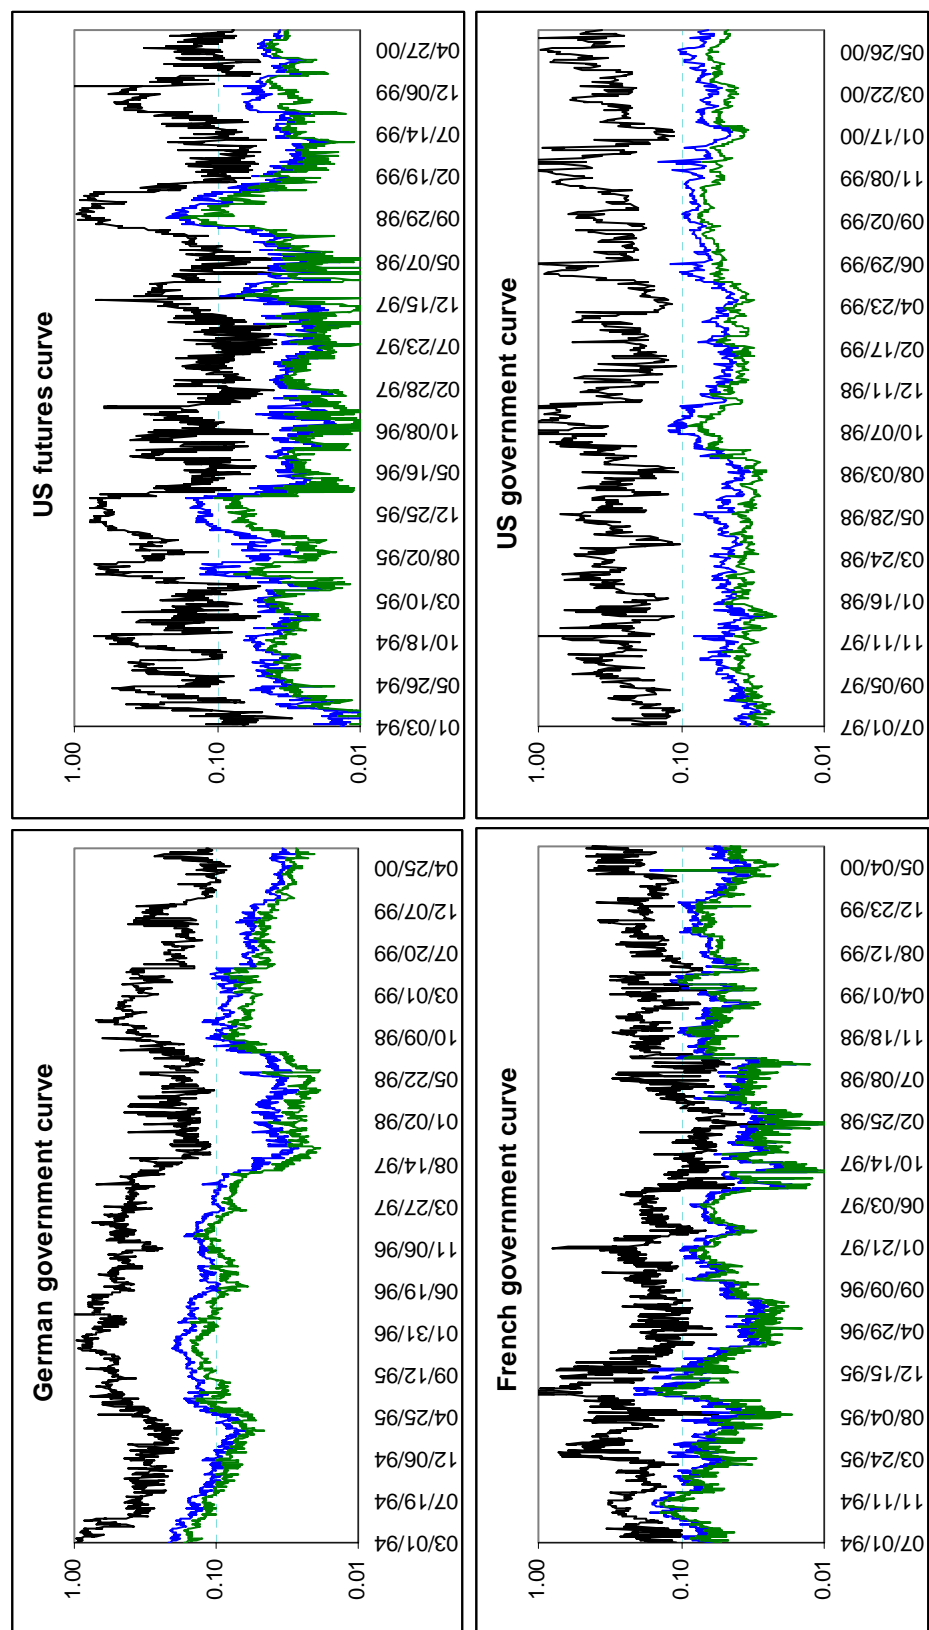 German government curve
1.00
0.10
0.01
03/01/94 07/19/94 12/06/94 04/25/95 09/12/95 01/31/96 06/19/96 11/06/96 03/27/97 08/14/97 01/02/98 05/22/98 10/09/98 03/01/99 07/20/99 12/07/99 04/25/00
US futures curve
1.00
0.10
0.01
01/03/94 05/26/94 10/18/94 03/10/95 08/02/95 12/25/95 05/16/96 10/08/96 02/28/97 07/23/97 12/15/97 05/07/98 09/29/98 02/19/99 07/14/99 12/06/99 04/27/00
French government curve
1.00
0.10
0.01
07/01/94 11/11/94 03/24/95 08/04/95 12/15/95 04/29/96 09/09/96 01/21/97 06/03/97 10/14/97 02/25/98 07/08/98 11/18/98 04/01/99 08/12/99 12/23/99 05/04/00
US government curve
1.00
0.10
0.01
07/01/97 09/05/97 11/11/97 01/16/98 03/24/98 05/28/98 08/03/98 10/07/98 12/11/98 02/17/99 04/23/99 06/29/99 09/02/99 11/08/99 01/17/00 03/22/00 05/26/00